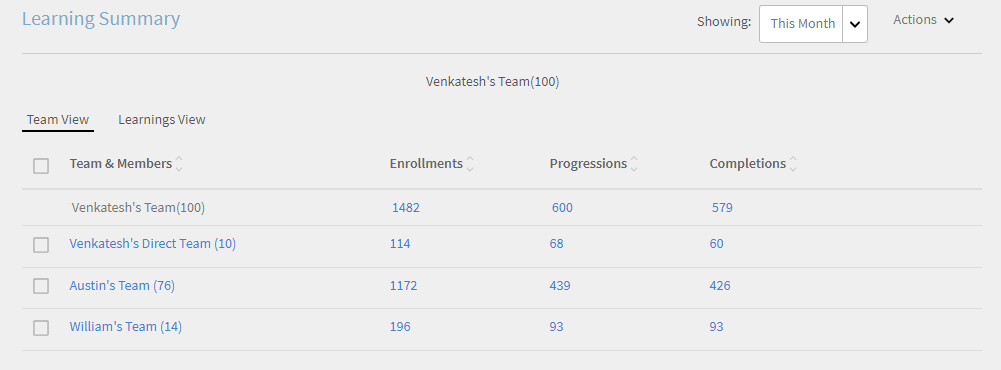 Learning Summary
Showing: This Month Actions
Venkatesh's Team(100)
Team View Learnings View
Team & Members Enrollments Progressions Completions
Venkatesh's Team(100) 1482 600 579
Venkatesh's Direct Team (10) 114 68 60
Austin's Team (76) 1172 439 426
William's Team (14) 196 93 93